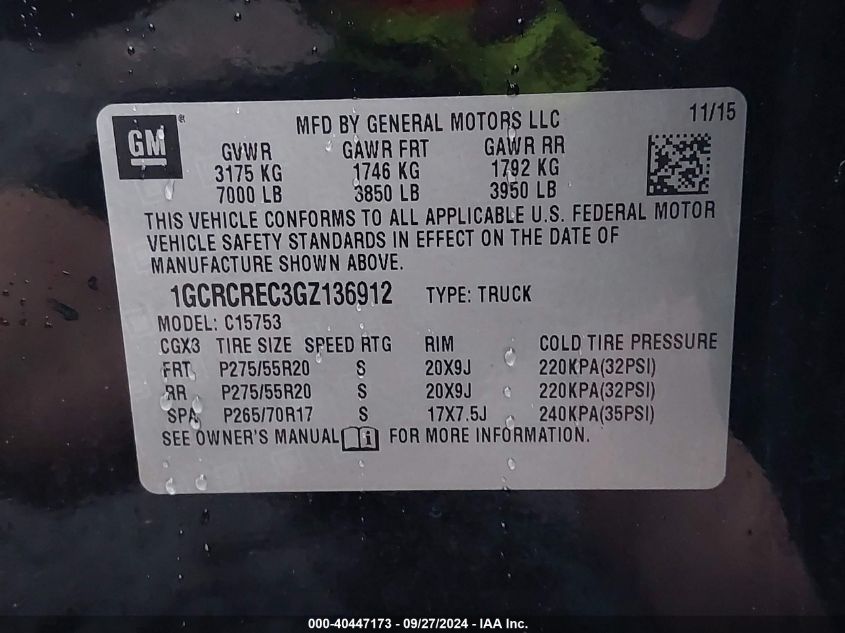 GM®
MFD BY GENERAL MOTORS LLC
11/15
GVWR GAWR FRT GAWR RR
3175 KG 1746 KG 1792 KG
7000 LB 3850 LB 3950 LB
THIS VEHICLE CONFORMS TO ALL APPLICABLE U.S. FEDERAL MOTOR
VEHICLE SAFETY STANDARDS IN EFFECT ON THE DATE OF
MANUFACTURE SHOWN ABOVE.
1GCRCREC3GZ136912 TYPE: TRUCK
MODEL: C15753
CGX3 TIRE SIZE SPEED RTG RIM COLD TIRE PRESSURE
FRT P275/55R20 S 20X9J 220KPA(32PSI)
RR P275/55R20 S 20X9J 220KPA(32PSI)
SPA P265/70R17 S 17X7.5J 240KPA(35PSI)
SEE OWNER'S MANUAL i FOR MORE INFORMATION.
000-40447173 - 09/27/2024 - IAA Inc.